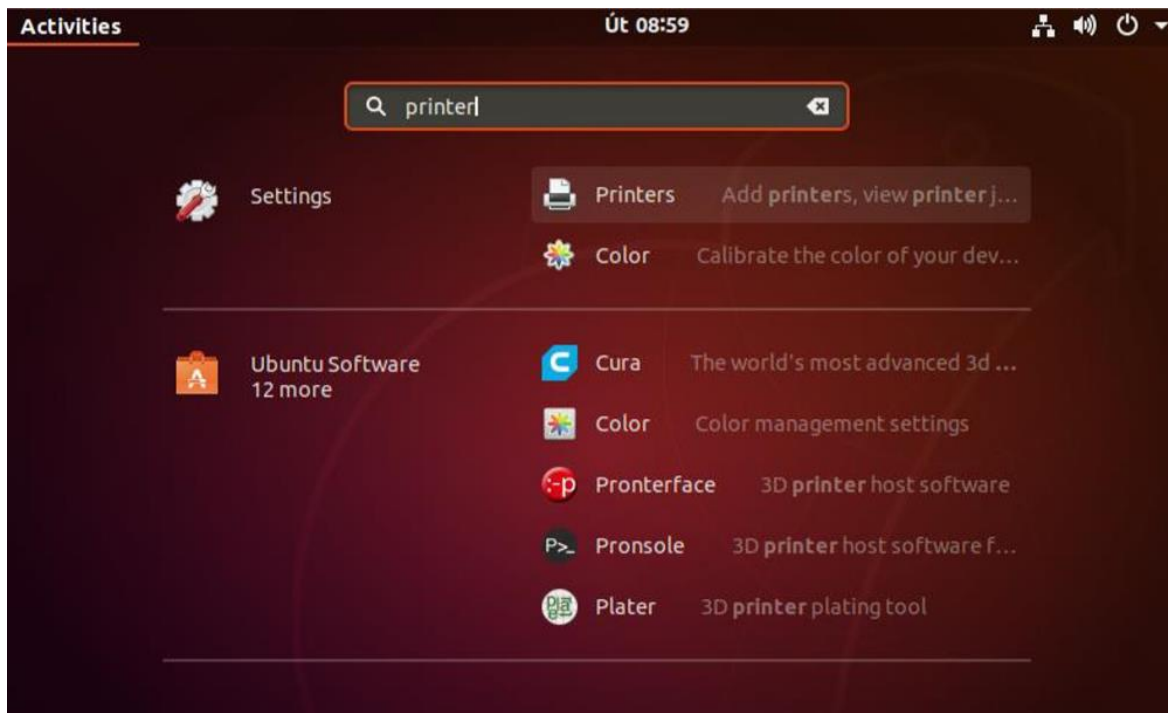 Activities Út 08:59
printer
Settings
Printers Add printers, view printer j...
Color Calibrate the color of your dev...
Ubuntu Software
12 more
Cura The world's most advanced 3d ...
Color Color management settings
:-p Pronterface 3D printer host software
P>_ Pronsole 3D printer host software f...
Plater 3D printer plating tool